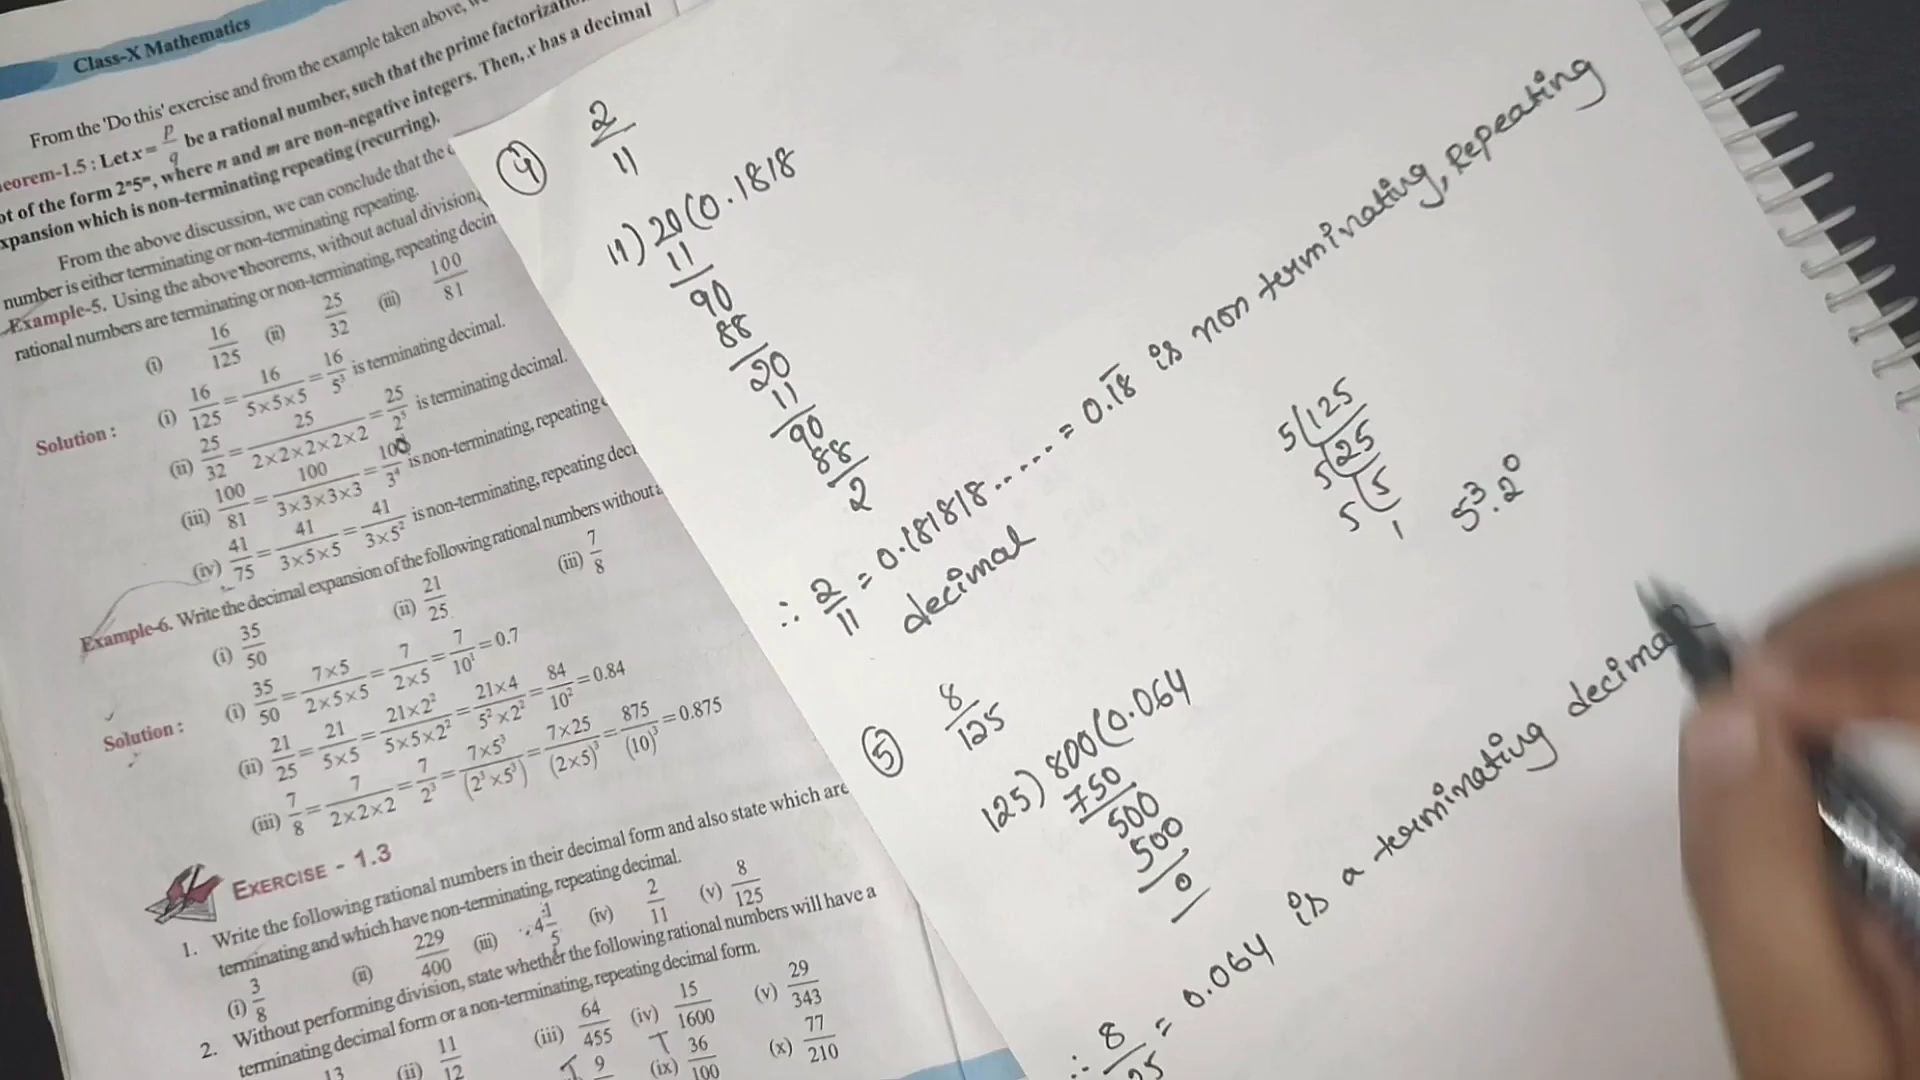 Class-X Mathematics
From the 'Do this' exercise and from the example taken above,
eorem-1.5 : Let x = p/q be a rational number, such that the prime factorizati
ot of the form 2ⁿ5ᵐ, where n and m are non-negative integers. Then, x has a decimal
xpansion which is non-terminating repeating (recurring).
From the above discussion, we can conclude that the
number is either terminating or non-terminating repeating.
Example-5. Using the above theorems, without actual division,
rational numbers are terminating or non-terminating, repeating decim
(i) 16/125 (ii) 25/32 (iii) 100/81
Solution : (i) 16/125 = 16/5×5×5 = 16/5³ is terminating decimal.
(ii) 25/32 = 25/2×2×2×2×2 = 25/2⁵ is terminating decimal.
(iii) 100/81 = 100/3×3×3×3 = 100/3⁴ is non-terminating, repeating
(iv) 41/75 = 41/3×5×5 = 41/3×5² is non-terminating, repeating deci
Example-6. Write the decimal expansion of the following rational numbers without
(i) 35/50 (ii) 21/25 (iii) 7/8
Solution : (i) 35/50 = 7×5/2×5×5 = 7/2×5 = 7/10¹ = 0.7
(ii) 21/25 = 21/5×5 = 21×2²/5×5×2² = 21×4/5²×2² = 84/10² = 0.84
(iii) 7/8 = 7/2×2×2 = 7/2³ = 7×5³/(2³×5³) = 7×25/(2×5)³ = 875/(10)³ = 0.875
EXERCISE - 1.3
1. Write the following rational numbers in their decimal form and also state which are
terminating and which have non-terminating, repeating decimal.
(i) 3/8 (ii) 229/400 (iii) 4 1/5 (iv) 2/11 (v) 8/125
2. Without performing division, state whether the following rational numbers will have a
terminating decimal form or a non-terminating, repeating decimal form.
13 (ii) 11/12 (iii) 64/455 (iv) 15/1600 (v) 29/343
T 9 T (ix) 36/100 (x) 77/210
④ 2/11
11) 20 (0.1818
11
90
88
20
11
90
88
2
∴ 2/11 = 0.181818...... = 0.1̅8 is non terminating, Repeating
decimal
⑤ 8/125
125) 800 (0.064
750
500
500
0
5(125
5(25
5(5
1
5³.2⁰
∴ 8/25 = 0.064 is a terminating decimal